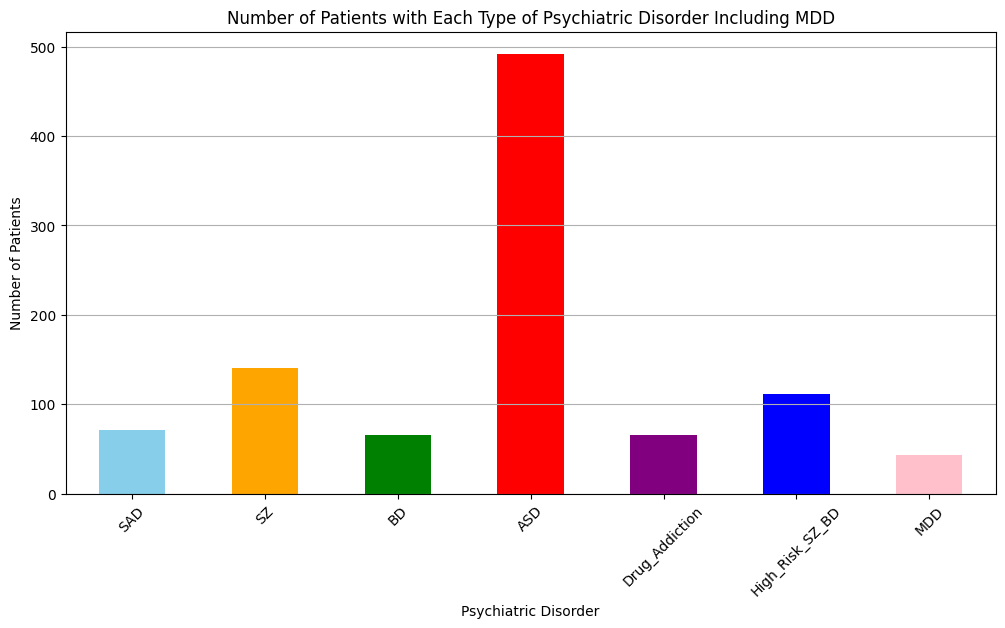 Number of Patients with Each Type of Psychiatric Disorder Including MDD
Number of Patients
500
400
300
200
100
0
SAD
SZ
BD
ASD
Drug_Addiction
High_Risk_SZ_BD
MDD
Psychiatric Disorder